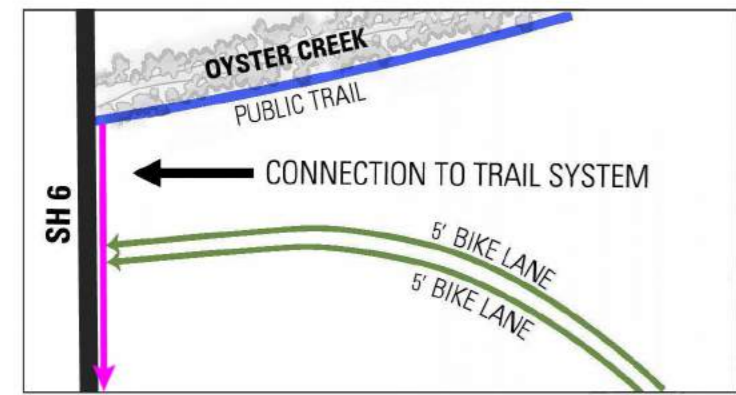 OYSTER CREEK
PUBLIC TRAIL
CONNECTION TO TRAIL SYSTEM
SH 6
5' BIKE LANE
5' BIKE LANE